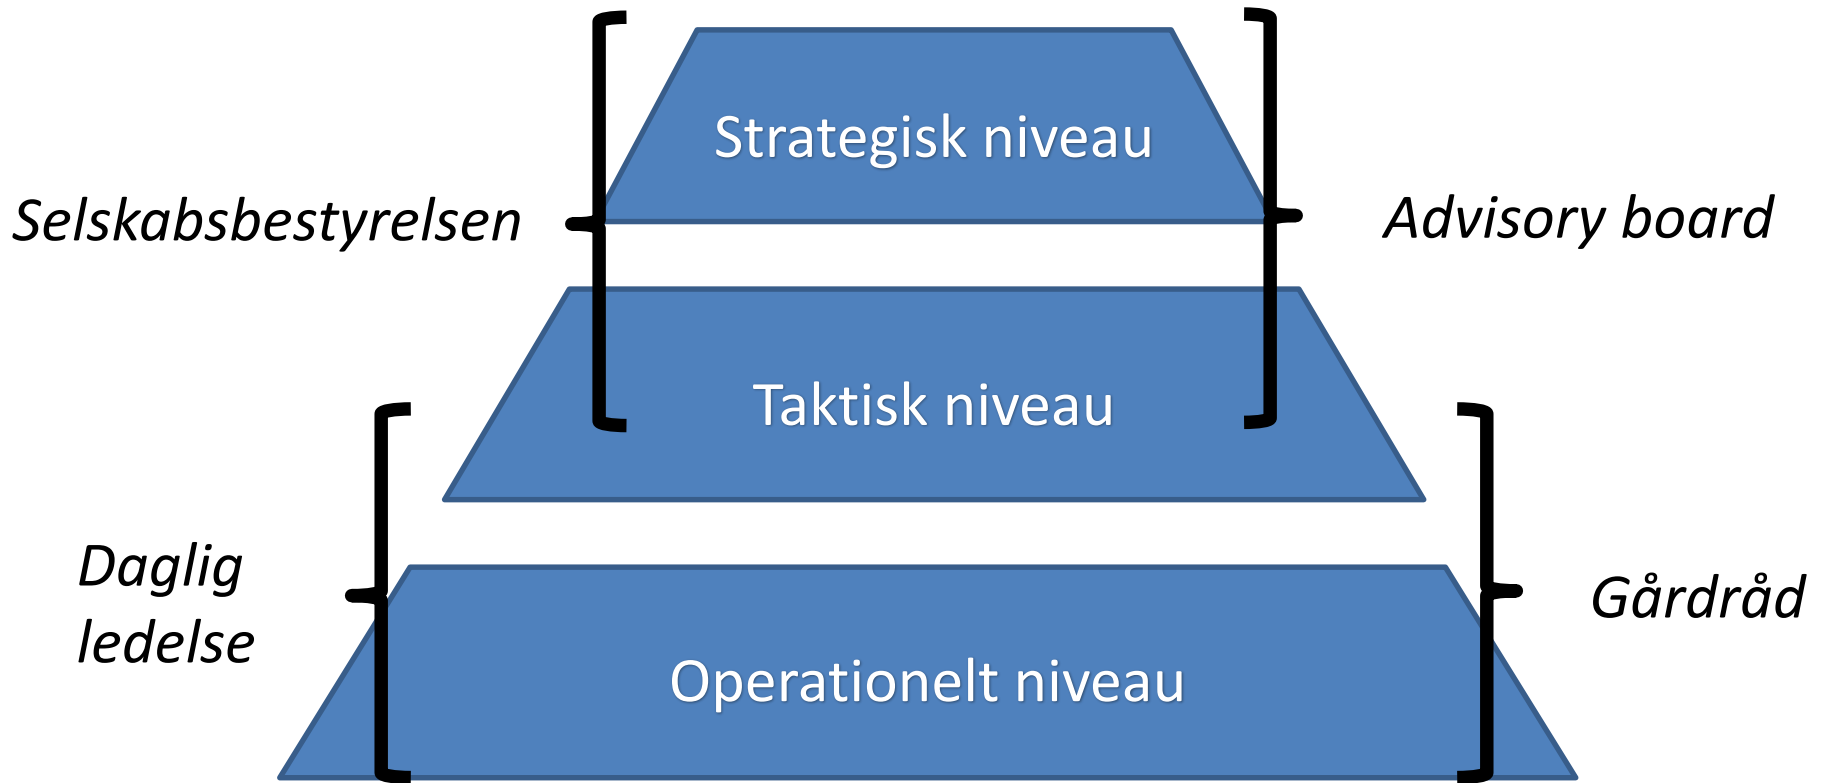 Strategisk niveau
Selskabsbestyrelsen
Advisory board
Taktisk niveau
Daglig
ledelse
Gårdråd
Operationelt niveau